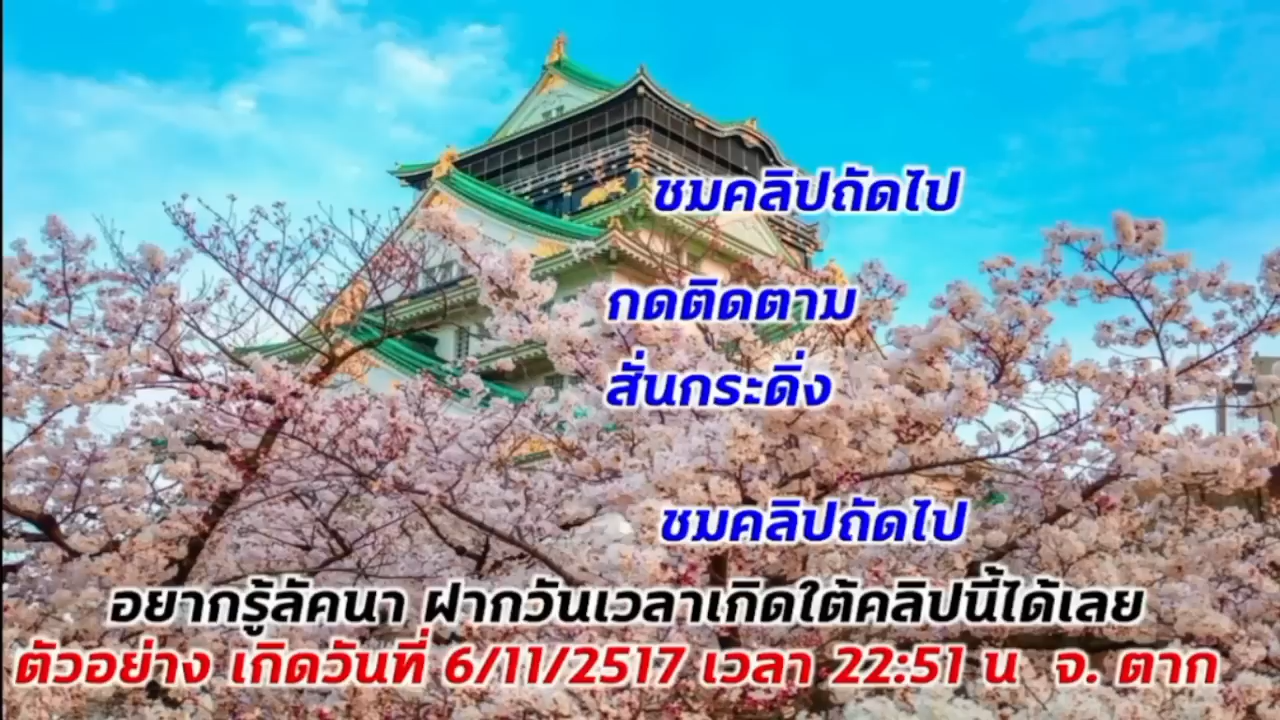 ชมคลิปถัดไป
กดติดตาม
สั่นกระดิ่ง
ชมคลิปถัดไป
อยากรู้ลัคนา ฝากวันเวลาเกิดใต้คลิปนี้ได้เลย
ตัวอย่าง เกิดวันที่ 6/11/2517 เวลา 22:51 น จ. ตาก